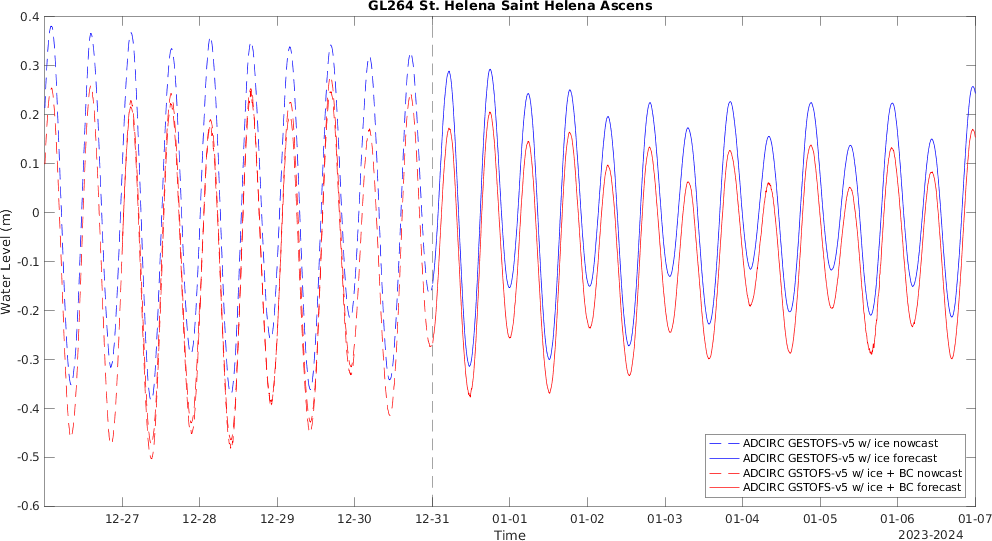 GL264 St. Helena Saint Helena Ascens
0.4
0.3
0.2
0.1
0
-0.1
-0.2
-0.3
-0.4
-0.5
-0.6
Water Level (m)
12-27 12-28 12-29 12-30 12-31 01-01 01-02 01-03 01-04 01-05 01-06 01-07
Time
2023-2024
ADCIRC GESTOFS-v5 w/ ice nowcast
ADCIRC GESTOFS-v5 w/ ice forecast
ADCIRC GSTOFS-v5 w/ ice + BC nowcast
ADCIRC GSTOFS-v5 w/ ice + BC forecast